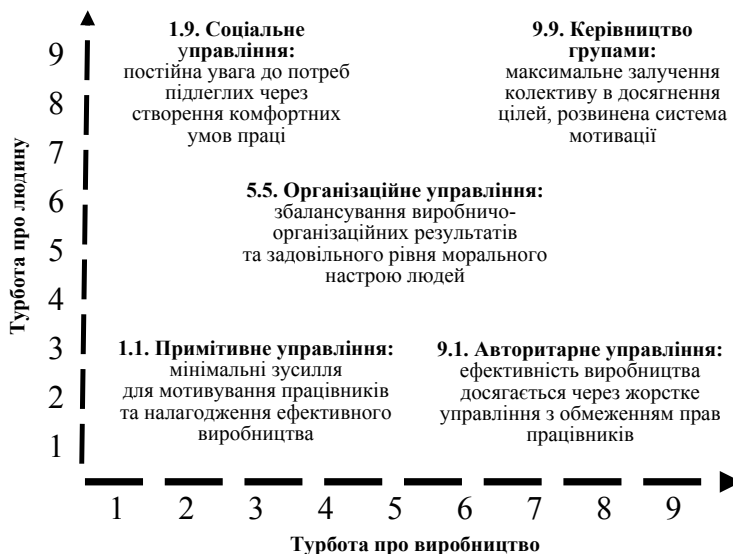 Турбота про людину
9
8
7
6
5
4
3
2
1
1.9. Соціальне
управління:
постійна увага до потреб
підлеглих через
створення комфортних
умов праці
9.9. Керівництво
групами:
максимальне залучення
колективу в досягнення
цілей, розвинена система
мотивації
5.5. Організаційне управління:
збалансування виробничо-
організаційних результатів
та задовільного рівня морального
настрою людей
1.1. Примітивне управління:
мінімальні зусилля
для мотивування працівників
та налагодження ефективного
виробництва
9.1. Авторитарне управління:
ефективність виробництва
досягається через жорстке
управління з обмеженням прав
працівників
1 2 3 4 5 6 7 8 9
Турбота про виробництво